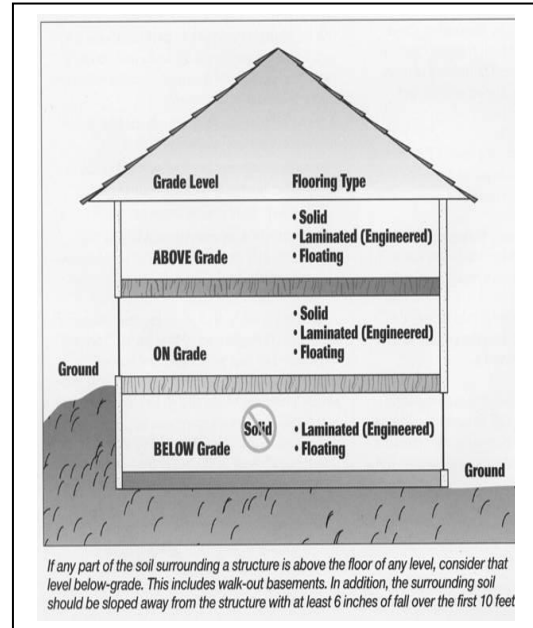 Grade Level Flooring Type
• Solid
• Laminated (Engineered)
ABOVE Grade • Floating
• Solid
• Laminated (Engineered)
ON Grade • Floating
Ground
Solid • Laminated (Engineered)
BELOW Grade • Floating
Ground
If any part of the soil surrounding a structure is above the floor of any level, consider that
level below-grade. This includes walk-out basements. In addition, the surrounding soil
should be sloped away from the structure with at least 6 inches of fall over the first 10 feet